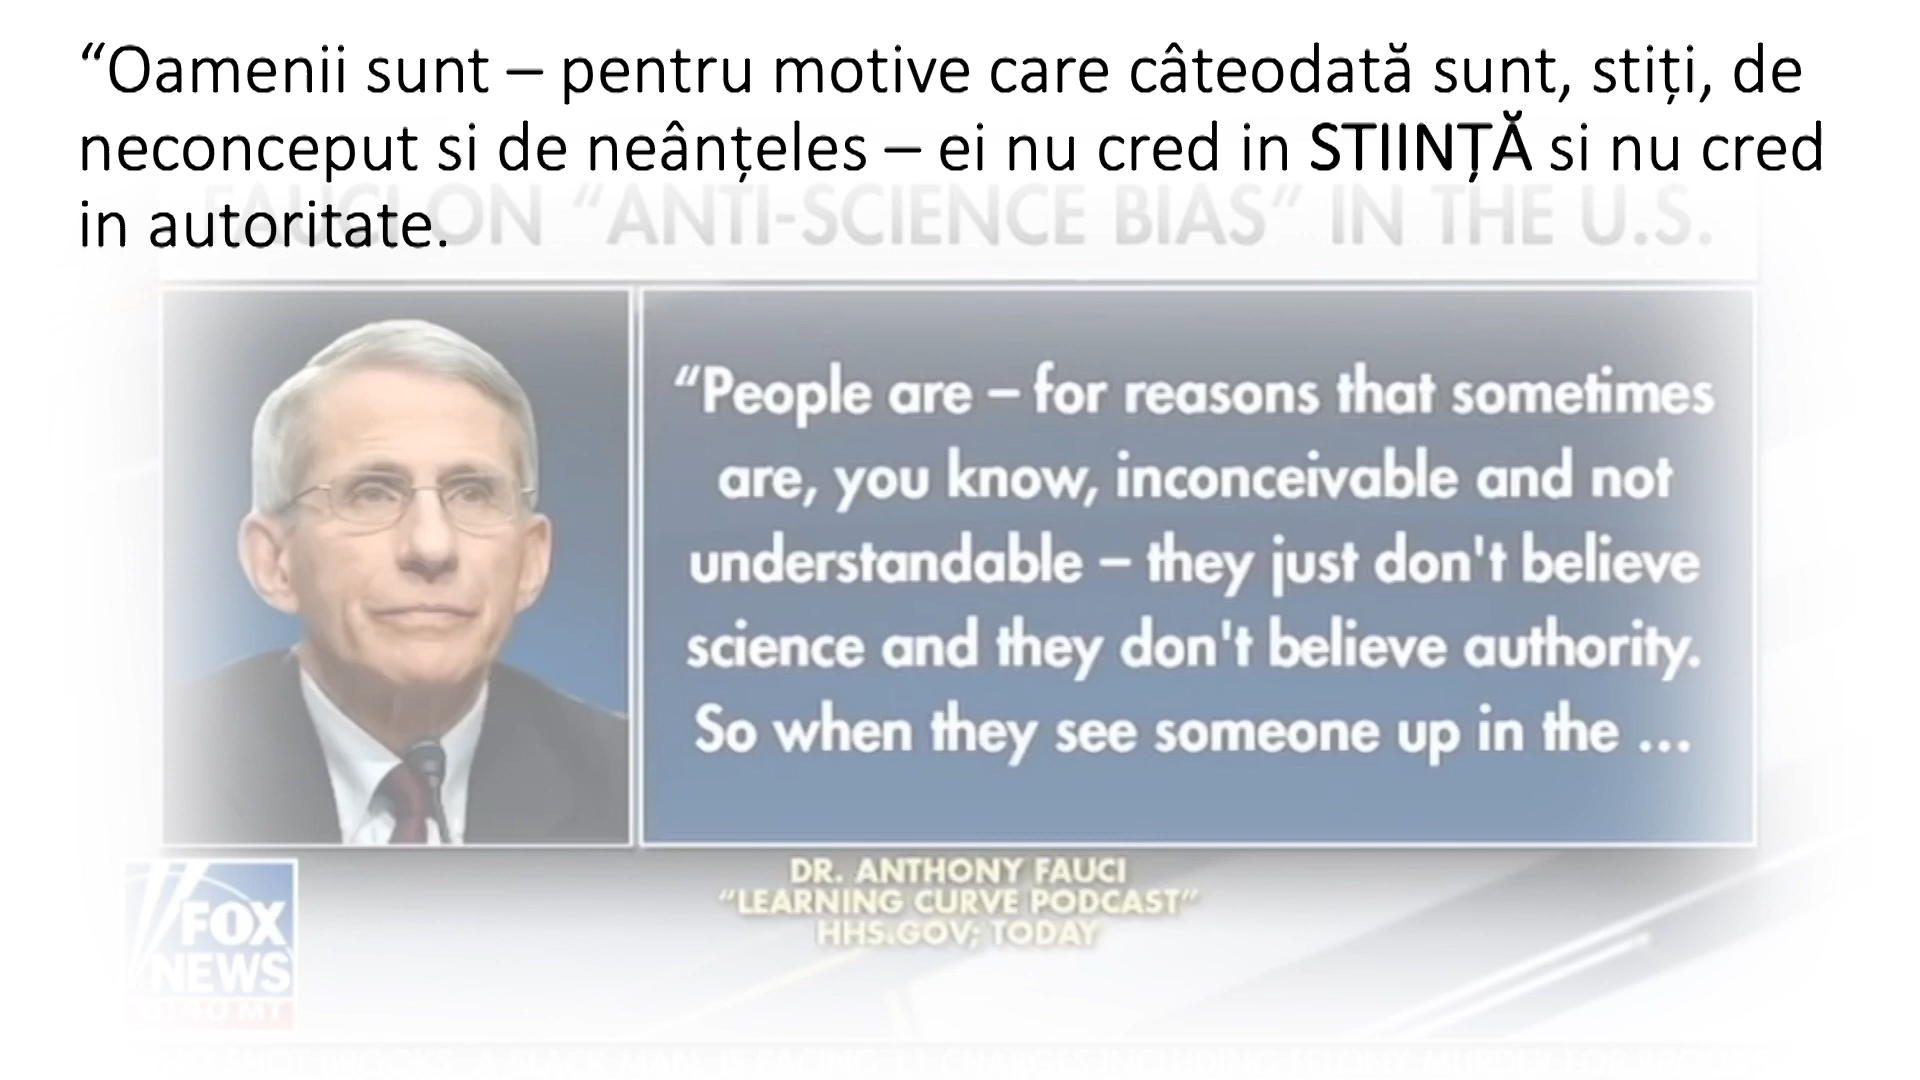 “Oamenii sunt – pentru motive care câteodată sunt, stiți, de
neconceput si de neânțeles – ei nu cred in STIINȚĂ si nu cred
in autoritate.
FAUCI ON “ANTI-SCIENCE BIAS” IN THE U.S.
“People are – for reasons that sometimes
are, you know, inconceivable and not
understandable – they just don't believe
science and they don't believe authority.
So when they see someone up in the ...
DR. ANTHONY FAUCI
“LEARNING CURVE PODCAST”
HHS.GOV; TODAY
FOX
NEWS